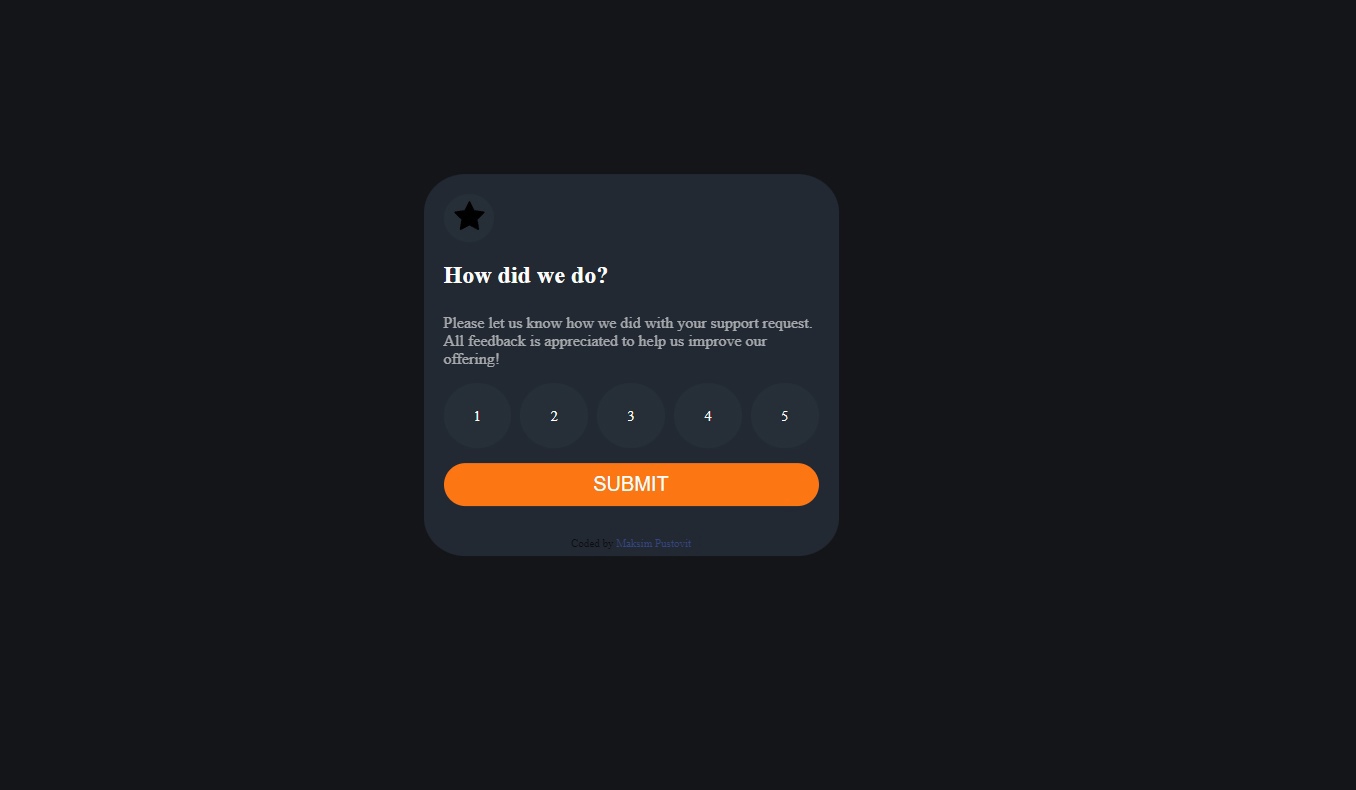 How did we do?
Please let us know how we did with your support request.
All feedback is appreciated to help us improve our
offering!
1 2 3 4 5
SUBMIT
Coded by Maksim Pustovit